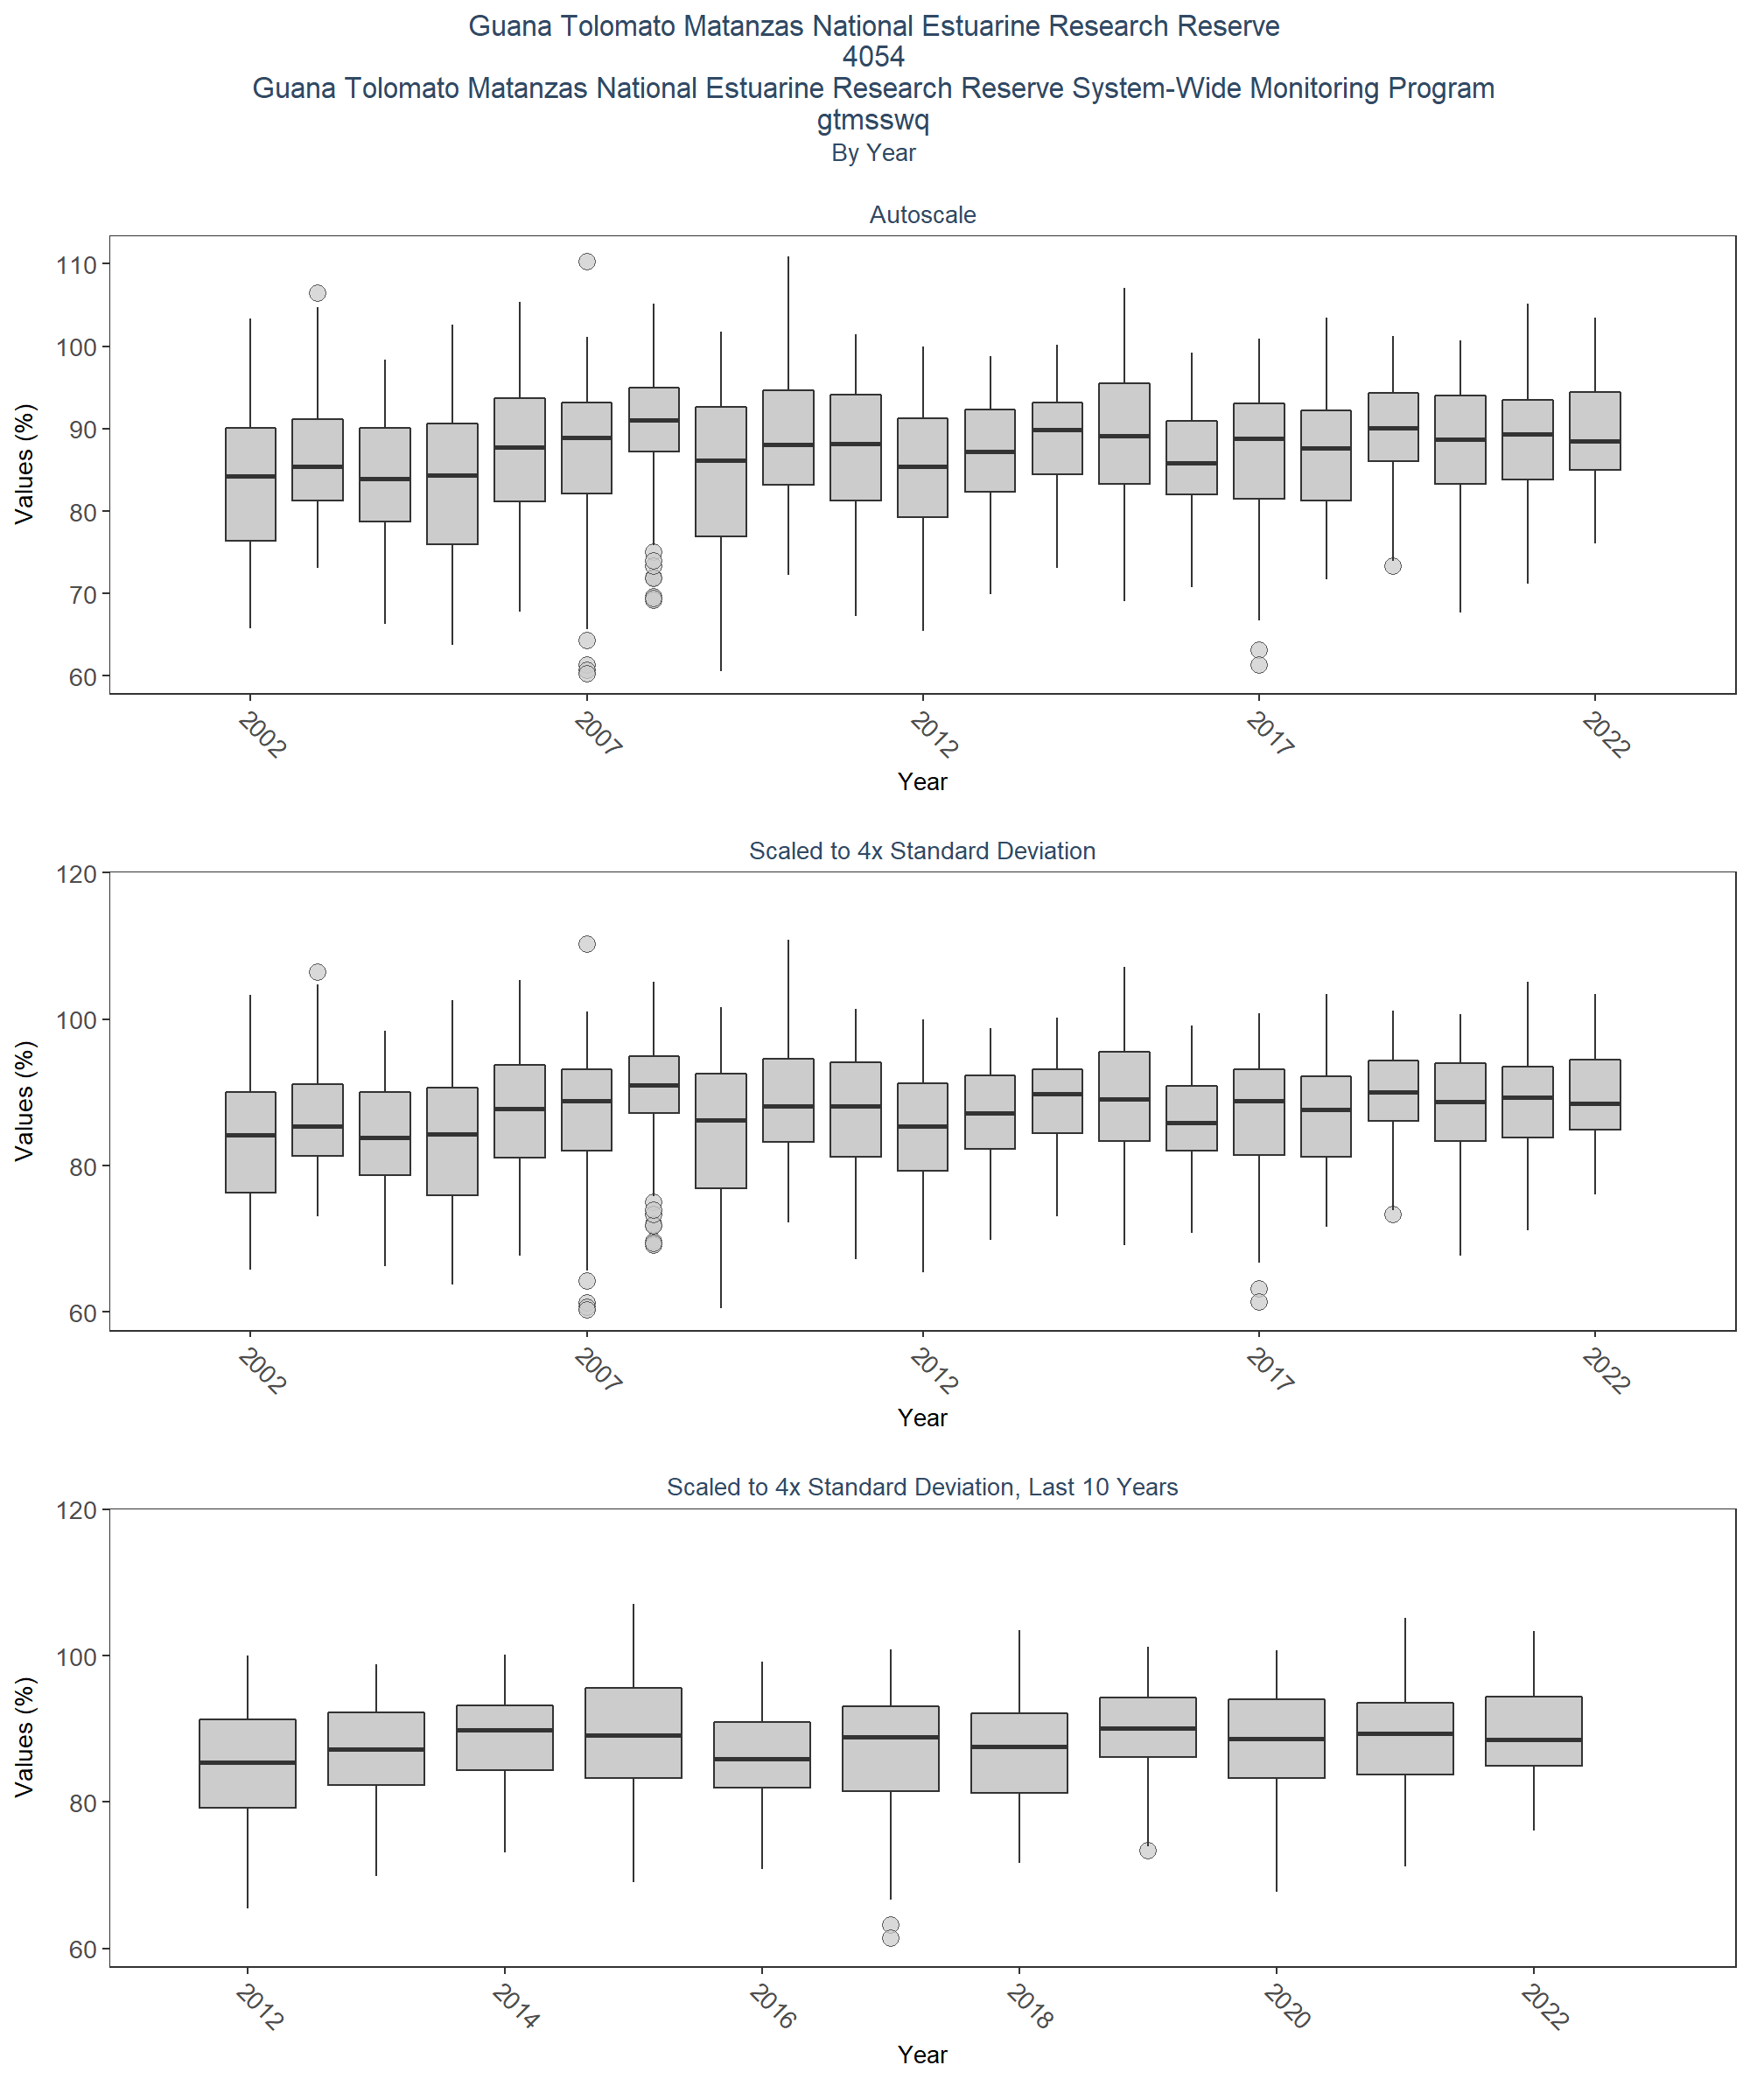 Guana Tolomato Matanzas National Estuarine Research Reserve
4054
Guana Tolomato Matanzas National Estuarine Research Reserve System-Wide Monitoring Program
gtmsswq
By Year
Autoscale
110
100
90
80
70
60
Values (%)
2002
2007
2012
2017
2022
Year
Scaled to 4x Standard Deviation
120
100
80
60
Values (%)
2002
2007
2012
2017
2022
Year
Scaled to 4x Standard Deviation, Last 10 Years
120
100
80
60
Values (%)
2012
2014
2016
2018
2020
2022
Year